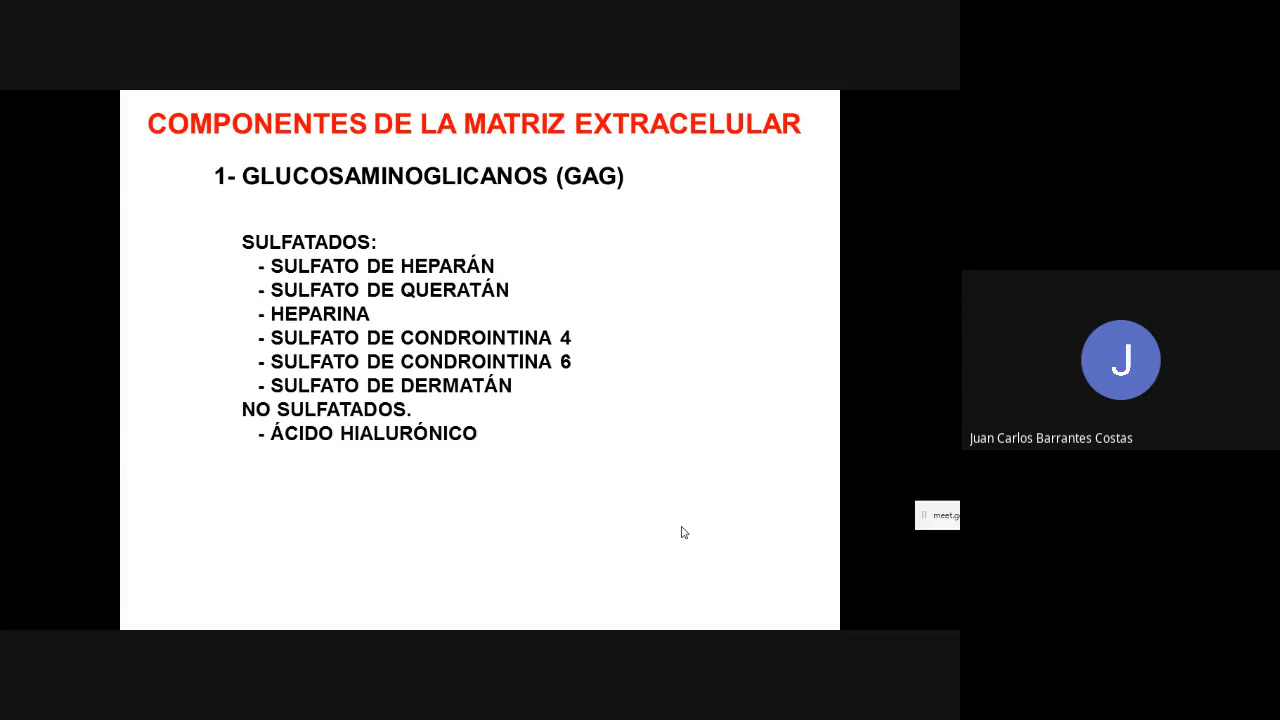 COMPONENTES DE LA MATRIZ EXTRACELULAR
1- GLUCOSAMINOGLICANOS (GAG)
SULFATADOS:
- SULFATO DE HEPARÁN
- SULFATO DE QUERATÁN
- HEPARINA
- SULFATO DE CONDROINTINA 4
- SULFATO DE CONDROINTINA 6
- SULFATO DE DERMATÁN
NO SULFATADOS.
- ÁCIDO HIALURÓNICO
J
Juan Carlos Barrantes Costas
|| meet.g